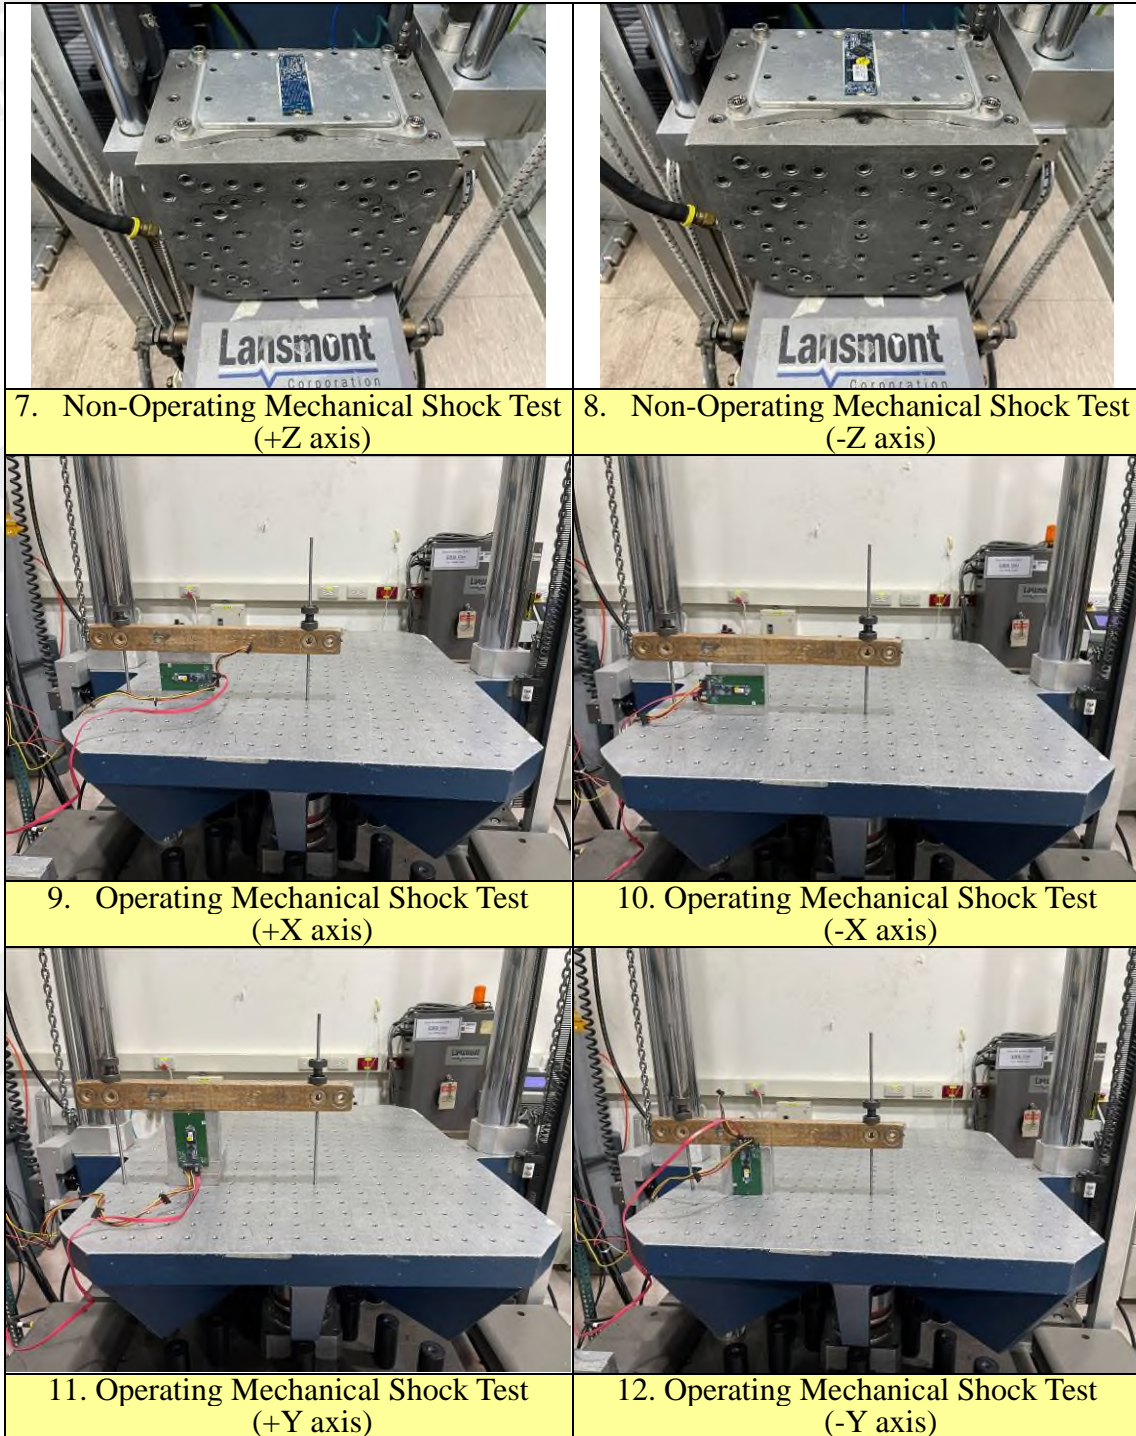 Lansmont
Corporation
Lansmont
Corporation
7. Non-Operating Mechanical Shock Test
(+Z axis)
8. Non-Operating Mechanical Shock Test
(-Z axis)
9. Operating Mechanical Shock Test
(+X axis)
10. Operating Mechanical Shock Test
(-X axis)
11. Operating Mechanical Shock Test
(+Y axis)
12. Operating Mechanical Shock Test
(-Y axis)